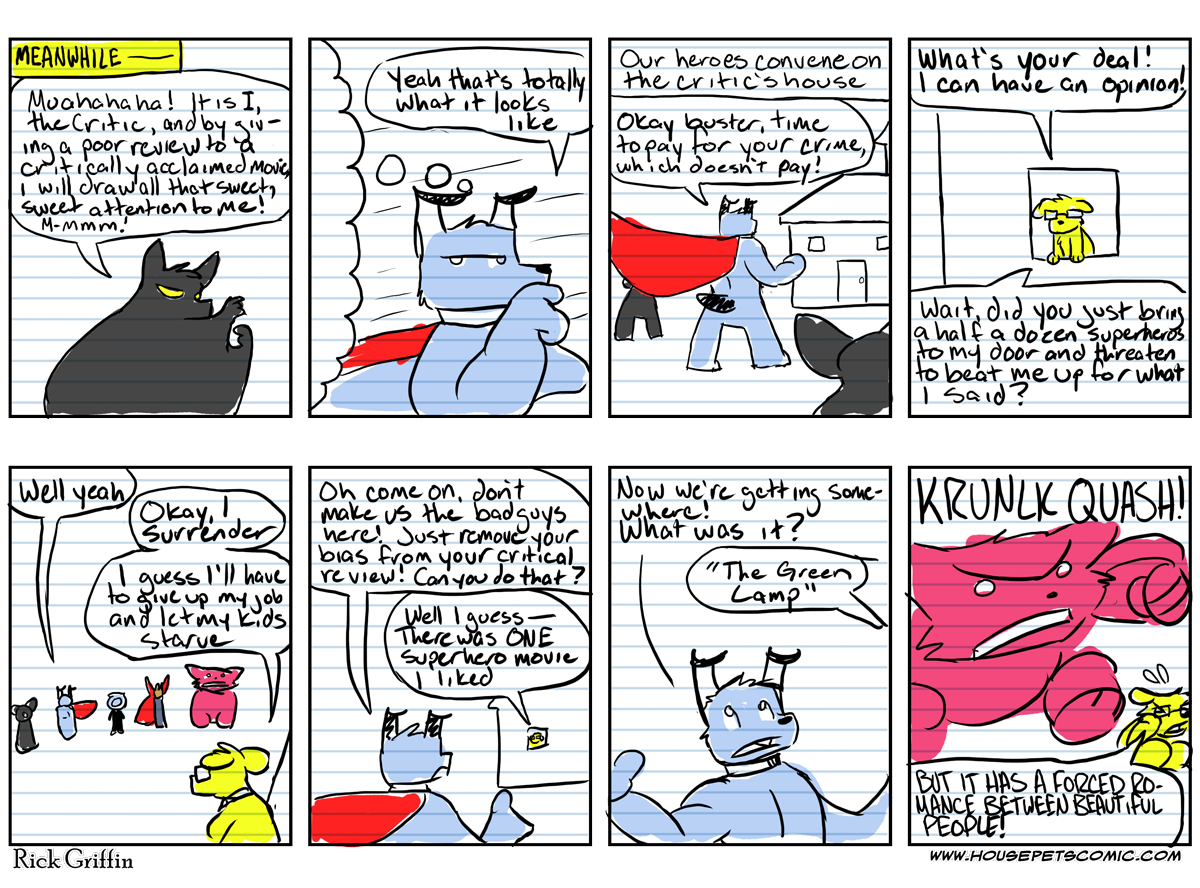 MEANWHILE —
Muahahaha! It is I,
the Critic, and by giv-
ing a poor review to a
critically acclaimed movie,
I will draw all that sweet,
sweet attention to me!
M-mmm!
Yeah that's totally
what it looks
like
Our heroes convene on
the critic's house
Okay buster, time
to pay for your crime,
which doesn't pay!
What's your deal!
I can have an opinion!
Wait, did you just bring
a half a dozen superheros
to my door and threaten
to beat me up for what
I said?
Well yeah
Okay, I
surrender
I guess I'll have
to give up my job
and let my kids
starve
Oh come on, don't
make us the bad guys
here! Just remove your
bias from your critical
review! Can you do that?
Well I guess—
There was ONE
superhero movie
I liked
Now we're getting some-
where!
What was it?
"The Green
Lamp"
KRUNLK QUASH!
BUT IT HAS A FORCED RO-
MANCE BETWEEN BEAUTIFUL
PEOPLE!
Rick Griffin
WWW.HOUSEPETSCOMIC.COM